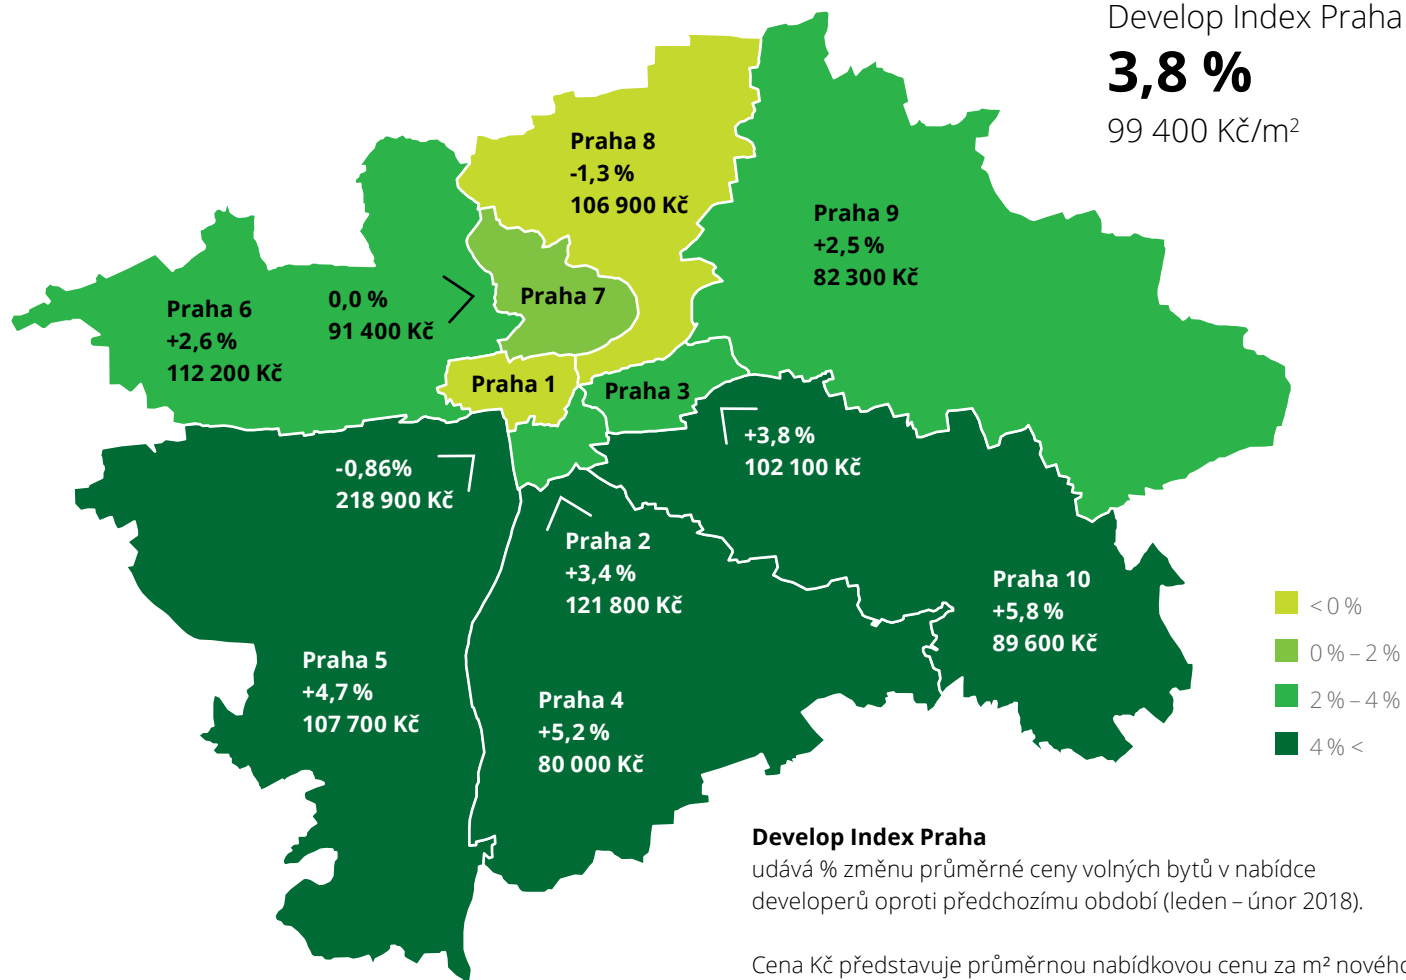 Develop Index Praha
3,8 %
99 400 Kč/m²
Praha 8
-1,3 %
106 900 Kč
Praha 9
+2,5 %
82 300 Kč
Praha 6
+2,6 %
112 200 Kč
0,0 %
91 400 Kč
Praha 7
Praha 1
Praha 3
+3,8 %
102 100 Kč
-0,86%
218 900 Kč
Praha 2
+3,4 %
121 800 Kč
Praha 10
+5,8 %
89 600 Kč
Praha 5
+4,7 %
107 700 Kč
Praha 4
+5,2 %
80 000 Kč
< 0 %
0 % – 2 %
2 % – 4 %
4 % <
Develop Index Praha
udává % změnu průměrné ceny volných bytů v nabídce
developerů oproti předchozímu období (leden – únor 2018).
Cena Kč představuje průměrnou nabídkovou cenu za m² nového